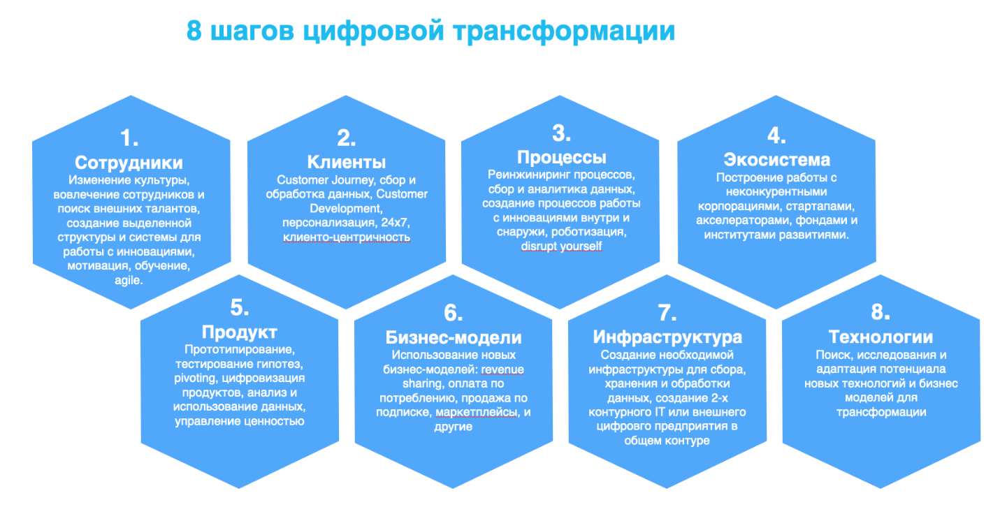 8 шагов цифровой трансформации
1.
Сотрудники
Изменение культуры,
вовлечение сотрудников и
поиск внешних талантов,
создание выделенной
структуры и системы для
работы с инновациями,
мотивация, обучение,
agile.
2.
Клиенты
Customer Journey, сбор и
обработка данных, Customer
Development,
персонализация, 24x7,
клиенто-центричность
3.
Процессы
Реинжиниринг процессов,
сбор и аналитика данных,
создание процессов работы
с инновациями внутри и
снаружи, роботизация,
disrupt yourself
4.
Экосистема
Построение работы с
неконкурентными
корпорациями, стартапами,
акселераторами, фондами и
институтами развитиями.
5.
Продукт
Прототипирование,
тестирование гипотез,
pivoting, цифровизация
продуктов, анализ и
использование данных,
управление ценностью
6.
Бизнес-модели
Использование новых
бизнес-моделей: revenue
sharing, оплата по
потреблению, продажа по
подписке, маркетплейсы, и
другие
7.
Инфраструктура
Создание необходимой
инфраструктуры для сбора,
хранения и обработки
данных, создание 2-х
контурного IT или внешнего
цифровго предприятия в
общем контуре
8.
Технологии
Поиск, исследования и
адаптация потенциала
новых технологий и бизнес
моделей для
трансформации